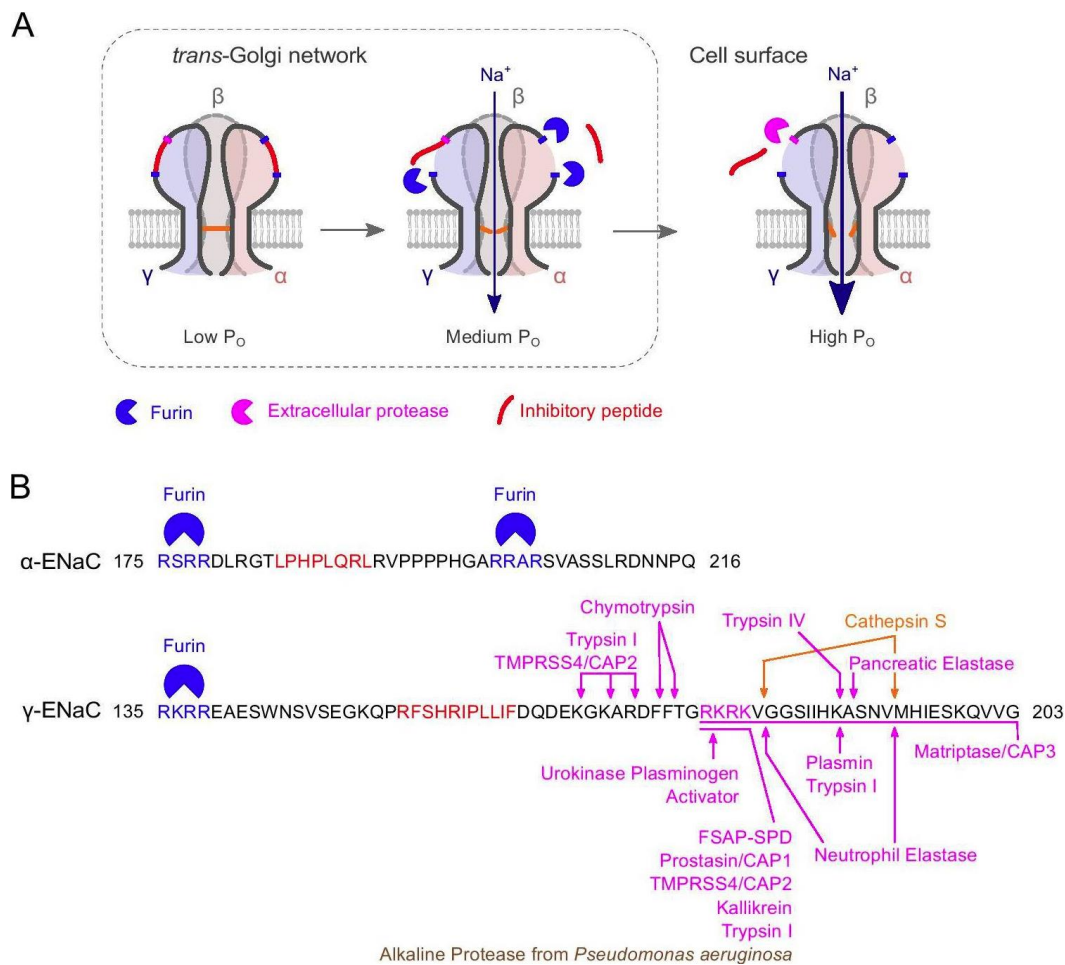 A
trans-Golgi network
Cell surface
Na+
β
β
β
γ
α
γ
α
γ
α
Low PO
Medium PO
High PO
Furin
Extracellular protease
Inhibitory peptide
B
Furin
Furin
α-ENaC 175 RSRRDLRGTLPHPLQRLRVPPPPHGARRARSVASSLRDNNPQ 216
Chymotrypsin
Trypsin IV
Cathepsin S
Trypsin I
TMPRSS4/CAP2
Pancreatic Elastase
Furin
γ-ENaC 135 RKRREAESWNSVSEGKQPRFSHRIPLLIFDQDEKGKARDFFTGRKRKVGGSIIHKASNVMHIESKQVVG 203
Matriptase/CAP3
Urokinase Plasminogen
Activator
Plasmin
Trypsin I
FSAP-SPD
Prostasin/CAP1
TMPRSS4/CAP2
Kallikrein
Trypsin I
Neutrophil Elastase
Alkaline Protease from Pseudomonas aeruginosa